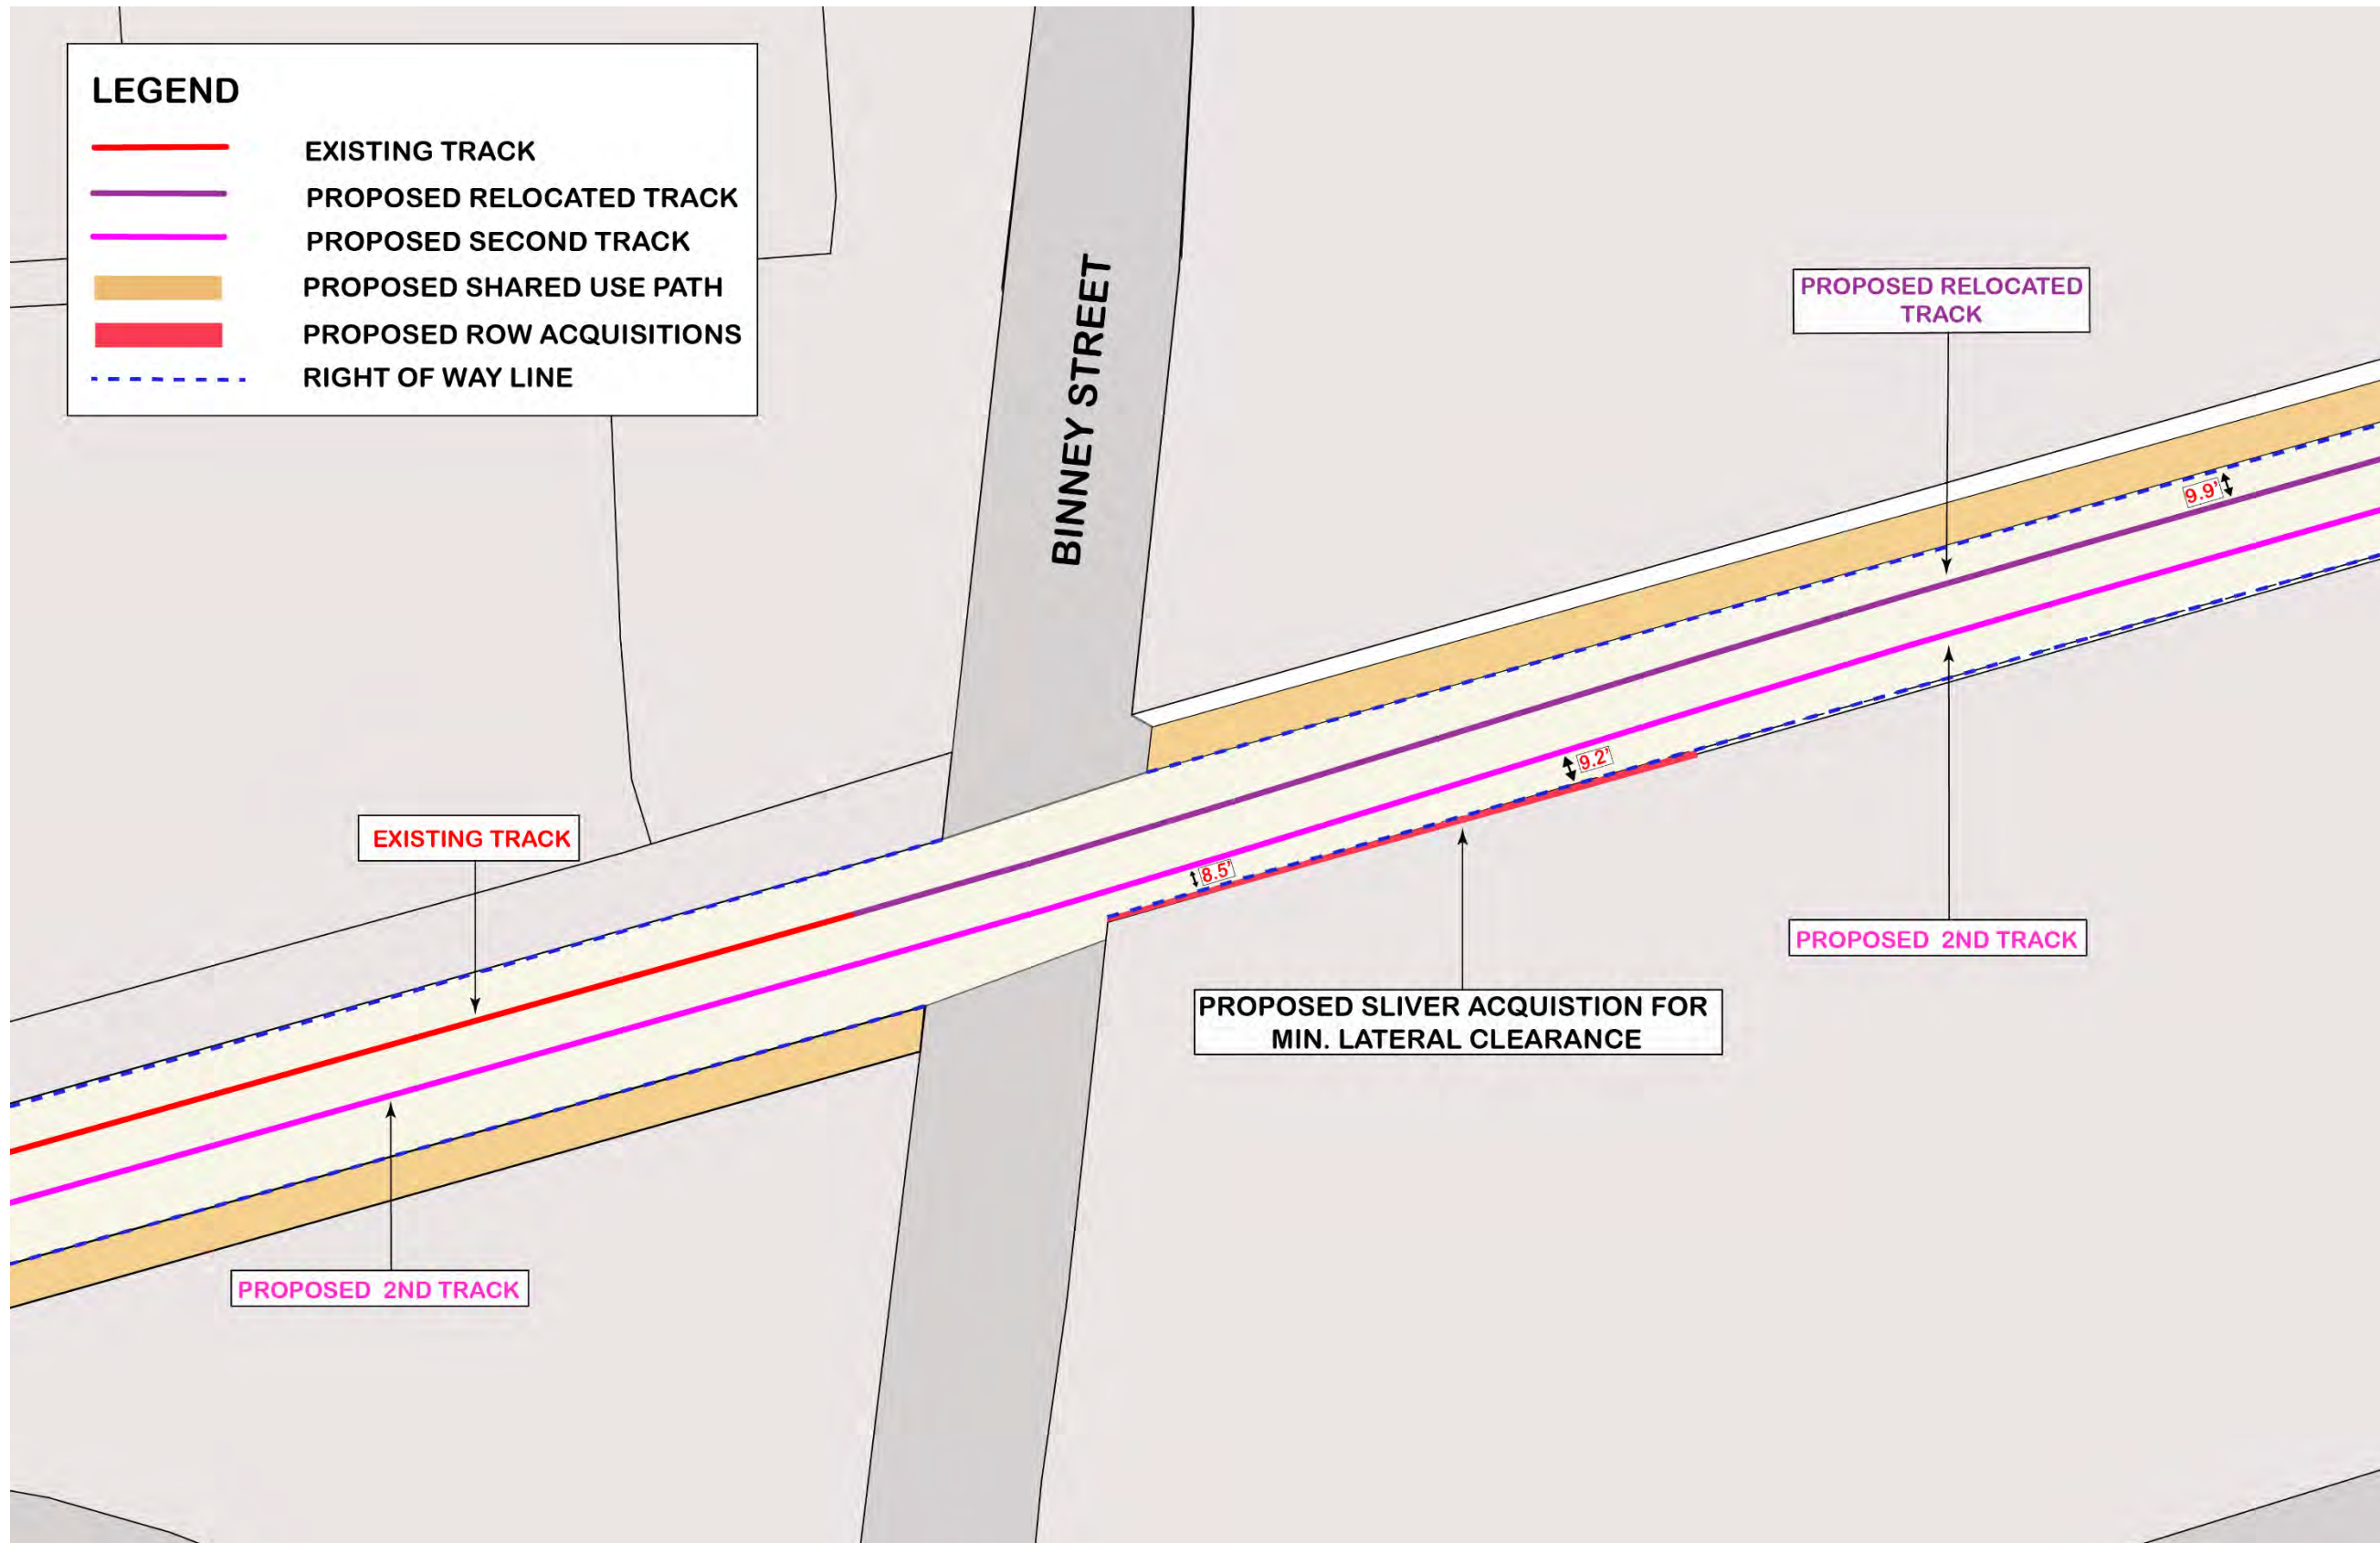 LEGEND
EXISTING TRACK
PROPOSED RELOCATED TRACK
PROPOSED SECOND TRACK
PROPOSED SHARED USE PATH
PROPOSED ROW ACQUISITIONS
RIGHT OF WAY LINE
BINNEY STREET
PROPOSED RELOCATED
TRACK
9.9'
9.2'
8.5'
EXISTING TRACK
PROPOSED 2ND TRACK
PROPOSED SLIVER ACQUISTION FOR
MIN. LATERAL CLEARANCE
PROPOSED 2ND TRACK